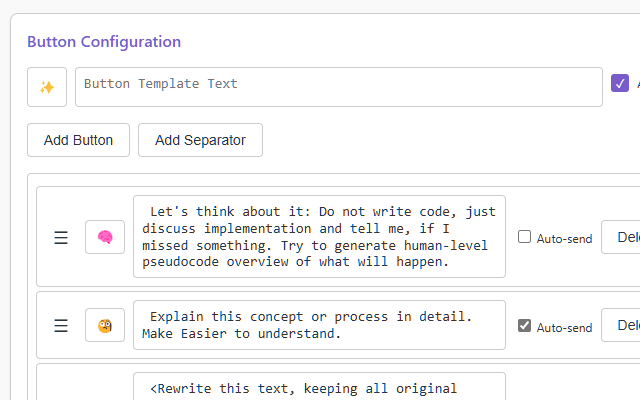 Button Configuration
Button Template Text
Add Button Add Separator
Let's think about it: Do not write code, just
discuss implementation and tell me, if I
missed something. Try to generate human-level
pseudocode overview of what will happen.
Auto-send
Explain this concept or process in detail.
Make Easier to understand.
Auto-send
<Rewrite this text, keeping all original